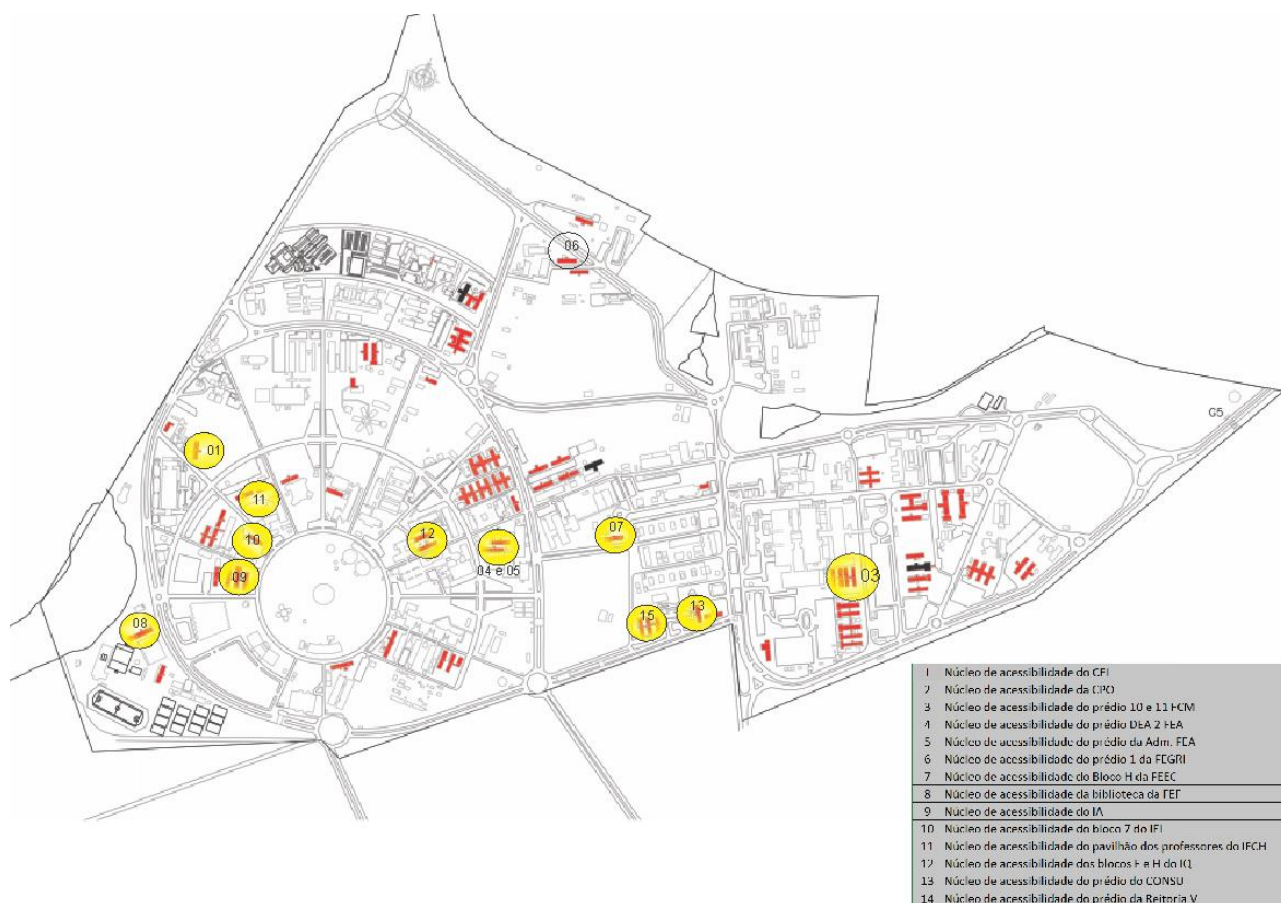 06
G5
01
11
10
12
07
04 e 05
09
03
15
13
08
1 Núcleo de acessibilidade do CEL
2 Núcleo de acessibilidade da CPO
3 Núcleo de acessibilidade do prédio 10 e 11 FCM
4 Núcleo de acessibilidade do prédio DEA 2 FEA
5 Núcleo de acessibilidade do prédio da Adm. FEA
6 Núcleo de acessibilidade do prédio 1 da FEGRI
7 Núcleo de acessibilidade do Bloco H da FEEC
8 Núcleo de acessibilidade da biblioteca da FEF
9 Núcleo de acessibilidade do IA
10 Núcleo de acessibilidade do bloco 7 do IEL
11 Núcleo de acessibilidade do pavilhão dos professores do IFCH
12 Núcleo de acessibilidade dos blocos F e H do IQ
13 Núcleo de acessibilidade do prédio do CONSU
14 Núcleo de acessibilidade do prédio da Reitoria V